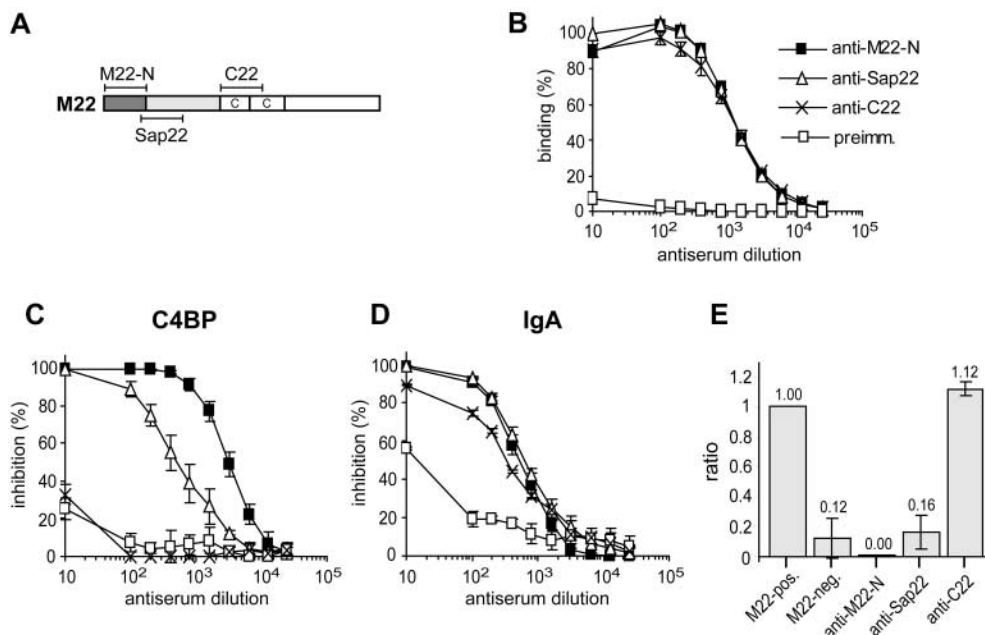 A
M22-N
C22
M22
C
C
Sap22
B
binding (%)
100
80
60
40
20
0
10
10²
10³
10⁴
10⁵
antiserum dilution
anti-M22-N
anti-Sap22
anti-C22
preimm.
C
C4BP
inhibition (%)
100
80
60
40
20
0
10
10²
10³
10⁴
10⁵
antiserum dilution
D
IgA
inhibition (%)
100
80
60
40
20
0
10
10²
10³
10⁴
10⁵
antiserum dilution
E
ratio
1.2
1
0.8
0.6
0.4
0.2
0
1.00
0.12
0.00
0.16
1.12
M22-pos.
M22-neg.
anti-M22-N
anti-Sap22
anti-C22